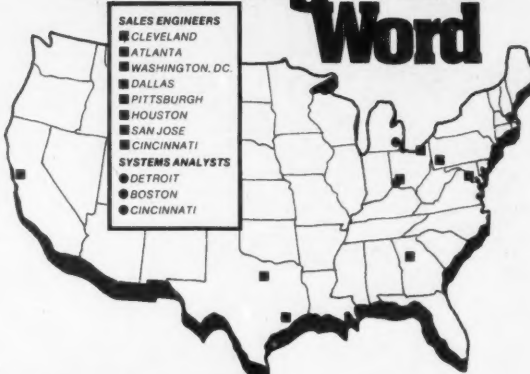 Word
SALES ENGINEERS
CLEVELAND
ATLANTA
WASHINGTON, DC.
DALLAS
PITTSBURGH
HOUSTON
SAN JOSE
CINCINNATI
SYSTEMS ANALYSTS
DETROIT
BOSTON
CINCINNATI